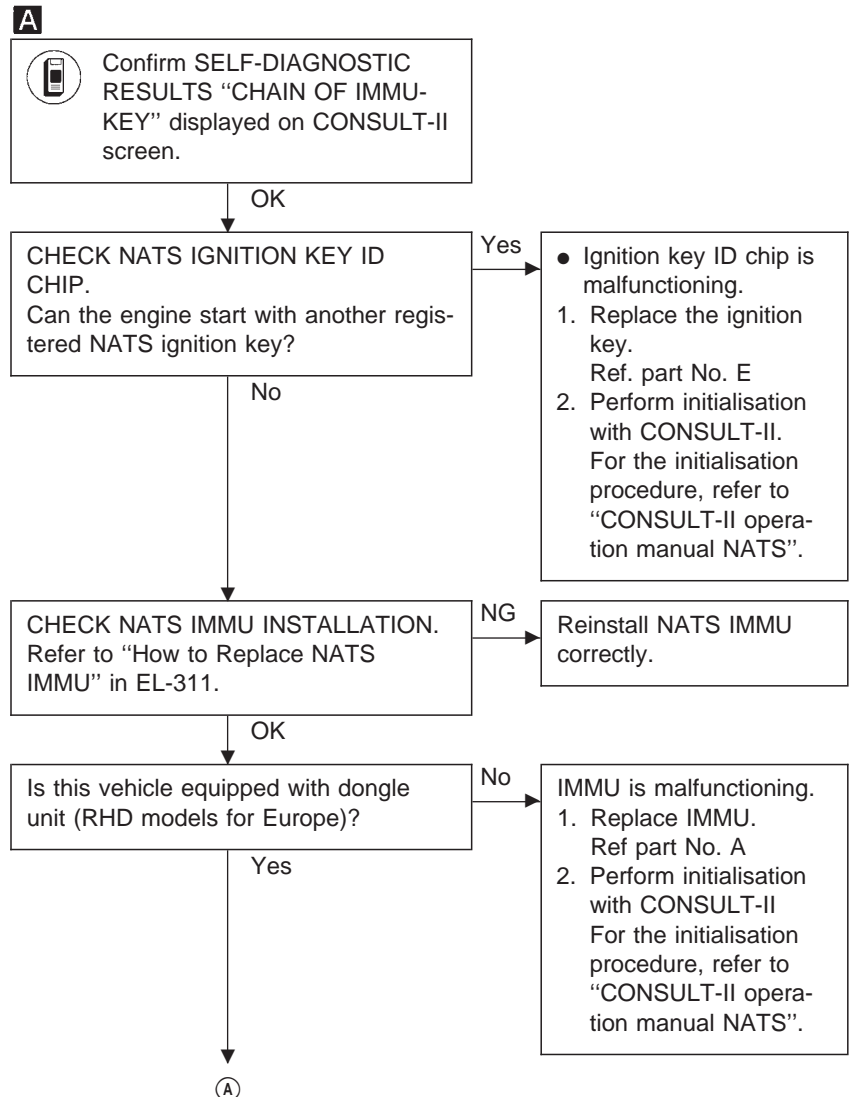 A
Confirm SELF-DIAGNOSTIC
RESULTS ‘‘CHAIN OF IMMU-
KEY’’ displayed on CONSULT-II
screen.
OK
CHECK NATS IGNITION KEY ID
CHIP.
Can the engine start with another regis-
tered NATS ignition key?
Yes
● Ignition key ID chip is
malfunctioning.
1. Replace the ignition
key.
Ref. part No. E
2. Perform initialisation
with CONSULT-II.
For the initialisation
procedure, refer to
‘‘CONSULT-II opera-
tion manual NATS’’.
No
CHECK NATS IMMU INSTALLATION.
Refer to ‘‘How to Replace NATS
IMMU’’ in EL-311.
NG
Reinstall NATS IMMU
correctly.
OK
Is this vehicle equipped with dongle
unit (RHD models for Europe)?
No
IMMU is malfunctioning.
1. Replace IMMU.
Ref part No. A
2. Perform initialisation
with CONSULT-II
For the initialisation
procedure, refer to
‘‘CONSULT-II opera-
tion manual NATS’’.
Yes
Ⓐ